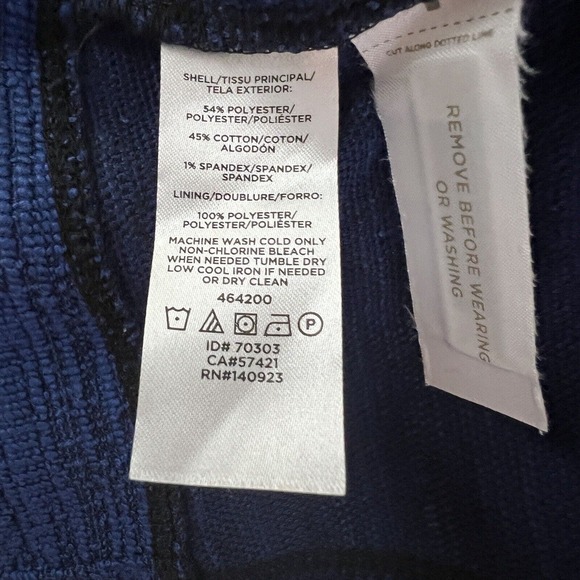 SHELL/TISSU PRINCIPAL/
TELA EXTERIOR:
54% POLYESTER/
POLYESTER/POLIÉSTER
45% COTTON/COTON/
ALGODÓN
1% SPANDEX/SPANDEX/
SPANDEX
LINING/DOUBLURE/FORRO:
100% POLYESTER/
POLYESTER/POLIÉSTER
MACHINE WASH COLD ONLY
NON-CHLORINE BLEACH
WHEN NEEDED TUMBLE DRY
LOW COOL IRON IF NEEDED
OR DRY CLEAN
464200
P
ID# 70303
CA#57421
RN#140923
CUT ALONG DOTTED LINE
REMOVE BEFORE WEARING
OR WASHING